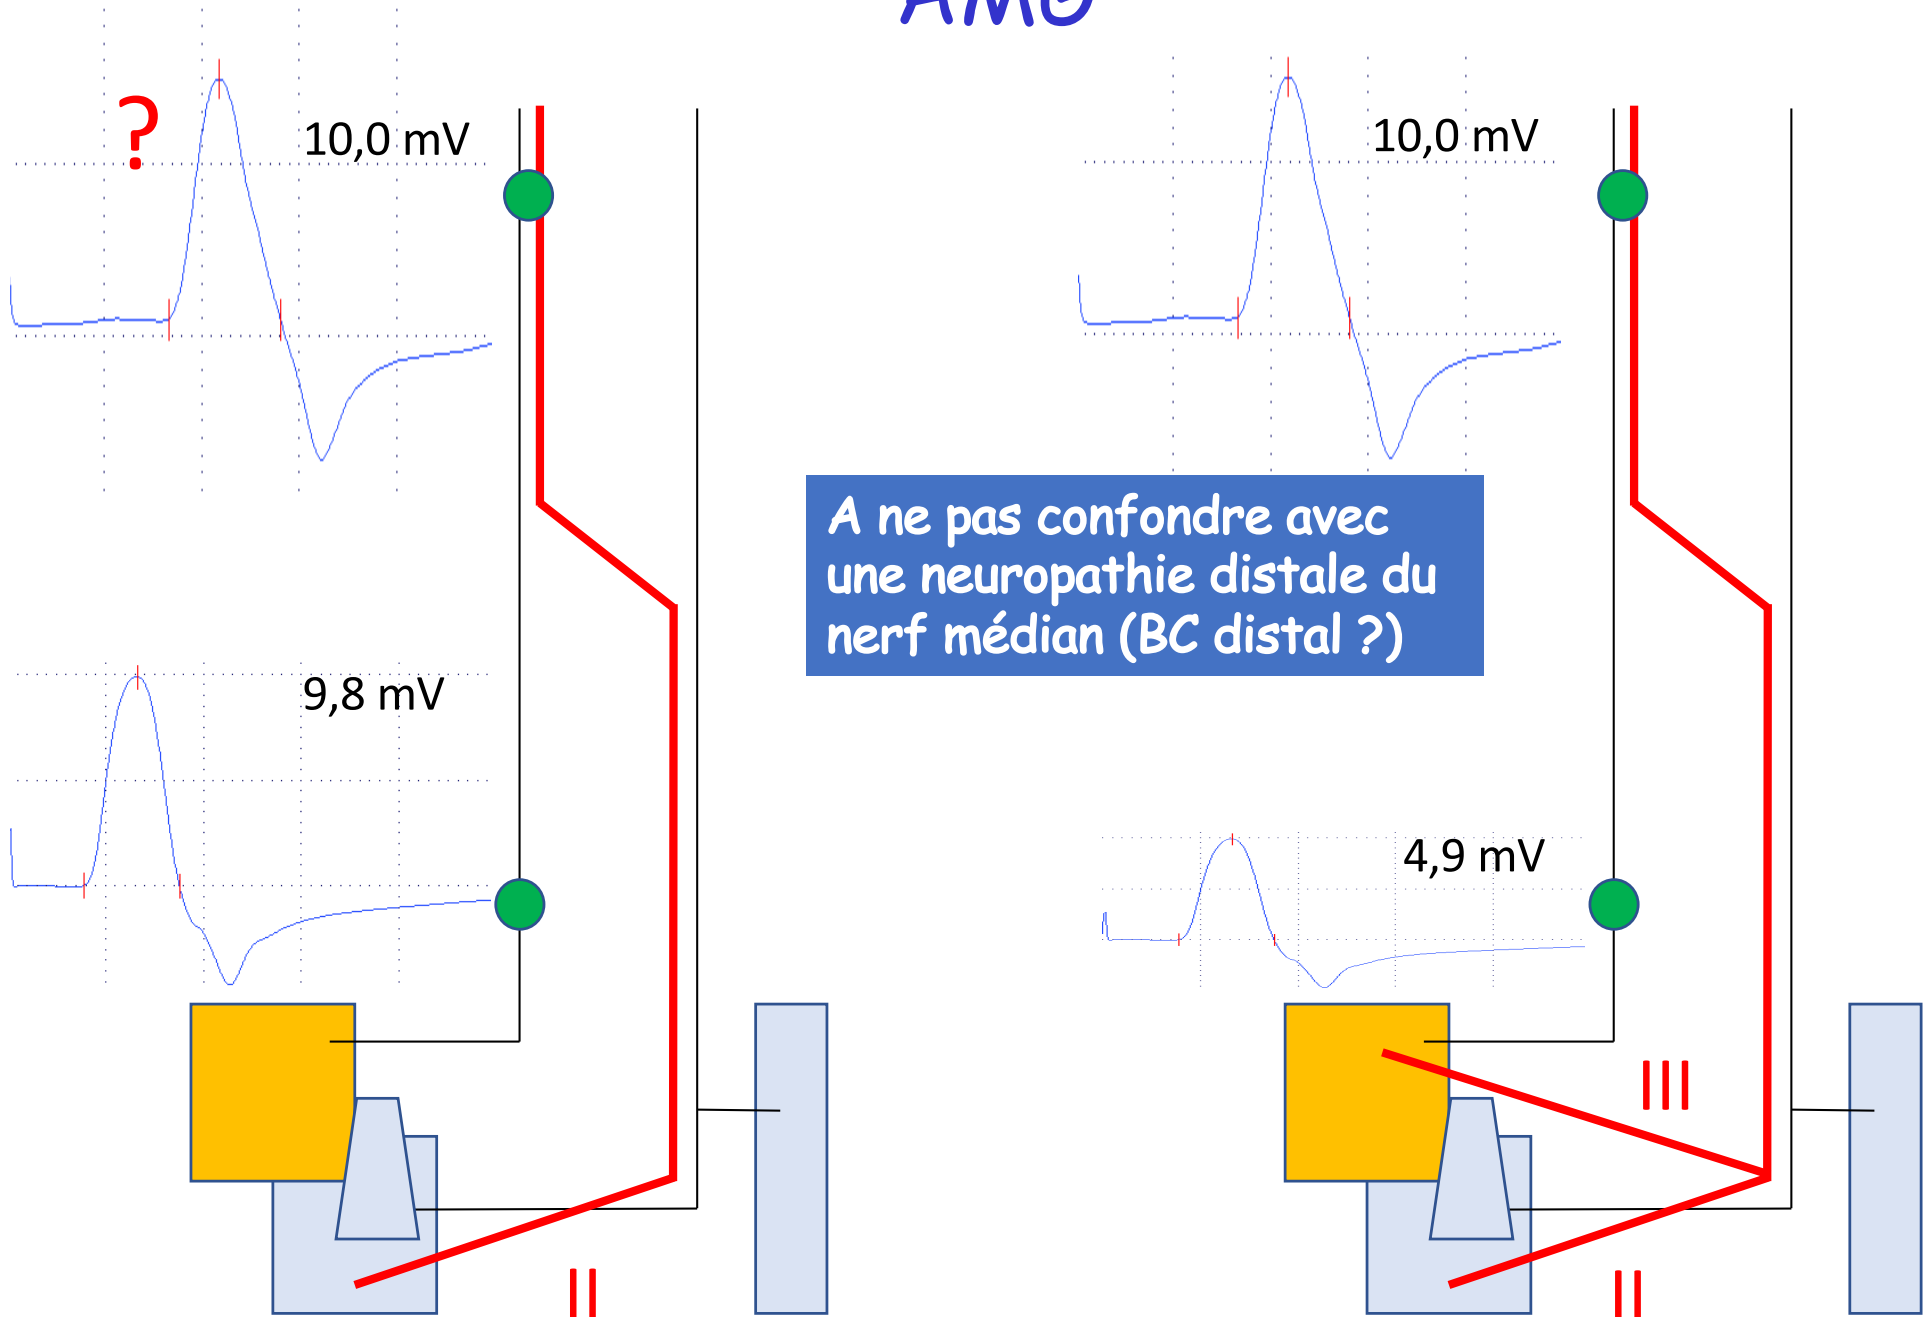 AMU
?
10,0 mV
10,0 mV
A ne pas confondre avec
une neuropathie distale du
nerf médian (BC distal ?)
9,8 mV
4,9 mV
III
II
II